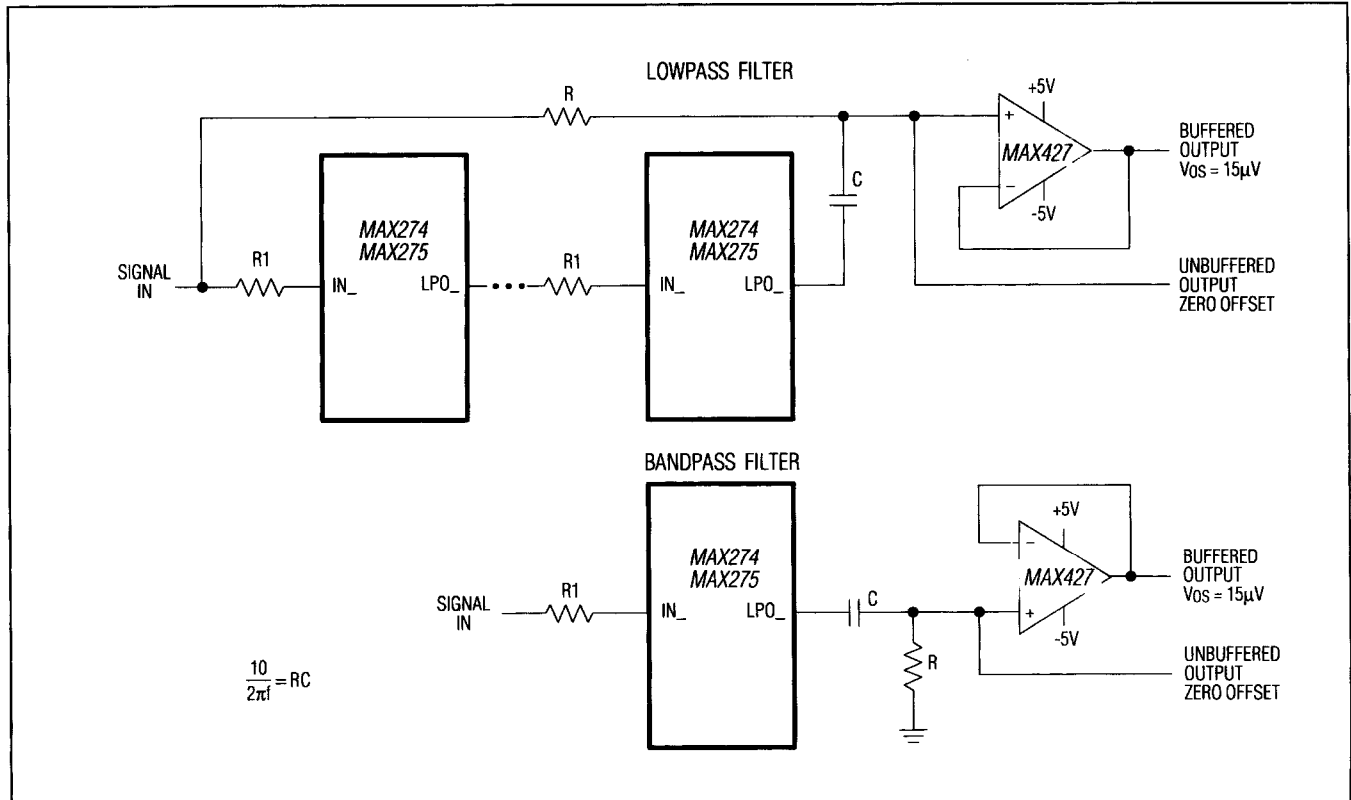 LOWPASS FILTER
R
+5V
+
MAX427
−
-5V
BUFFERED
OUTPUT
VOS = 15µV
C
MAX274
MAX275
MAX274
MAX275
SIGNAL
IN
R1
IN_
LPO_
R1
IN_
LPO_
UNBUFFERED
OUTPUT
ZERO OFFSET
BANDPASS FILTER
+5V
−
MAX427
+
-5V
BUFFERED
OUTPUT
VOS = 15µV
MAX274
MAX275
SIGNAL
IN
R1
IN_
LPO_
C
R
UNBUFFERED
OUTPUT
ZERO OFFSET
10
2πf
=RC